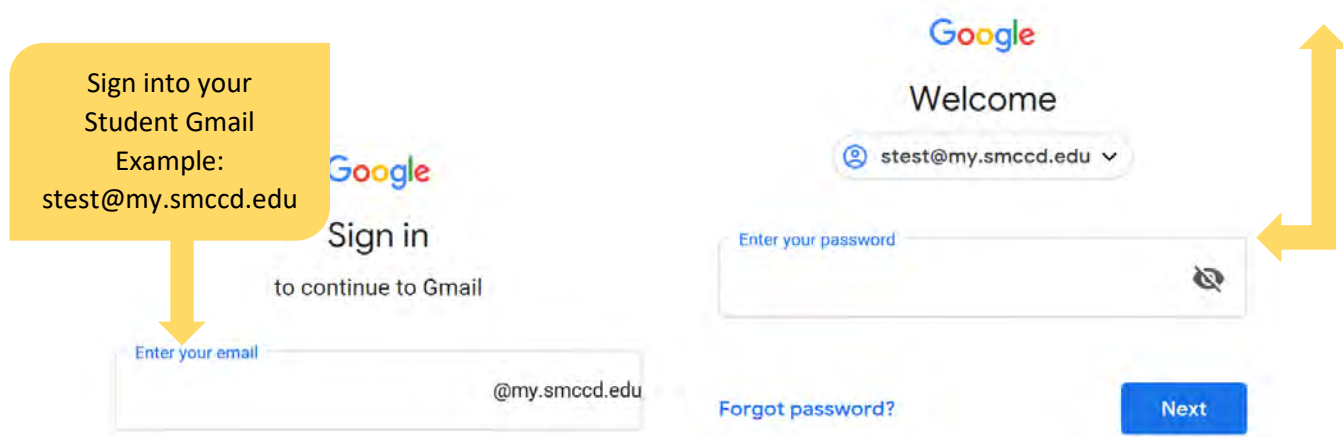 Sign into your
Student Gmail
Example:
stest@my.smccd.edu
Google
Sign in
to continue to Gmail
Enter your email
@my.smccd.edu
Google
Welcome
stest@my.smccd.edu
Enter your password
Forgot password?
Next